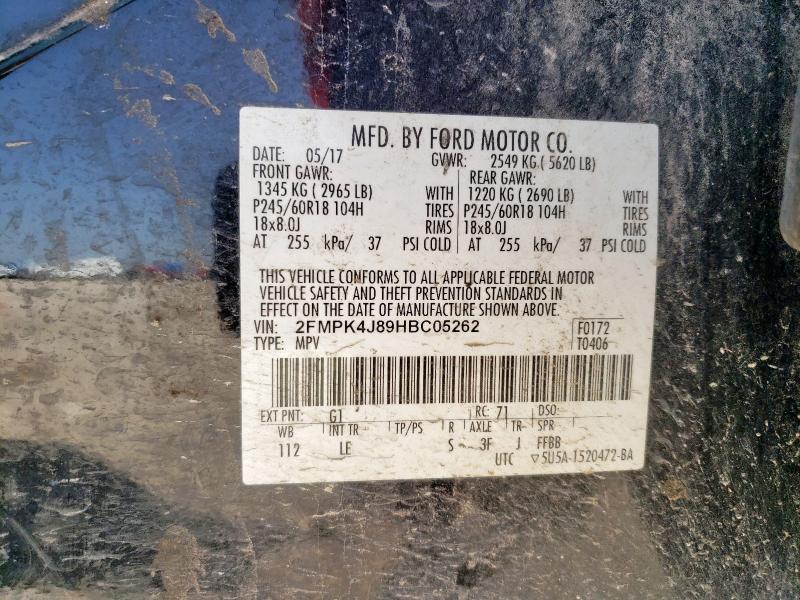 MFD. BY FORD MOTOR CO.
DATE: 05/17 GVWR: 2549 KG ( 5620 LB)
FRONT GAWR: REAR GAWR:
1345 KG ( 2965 LB) WITH 1220 KG ( 2690 LB) WITH
P245/60R18 104H TIRES P245/60R18 104H TIRES
18x8.0J RIMS 18x8.0J RIMS
AT 255 kPa/ 37 PSI COLD AT 255 kPa/ 37 PSI COLD
THIS VEHICLE CONFORMS TO ALL APPLICABLE FEDERAL MOTOR
VEHICLE SAFETY AND THEFT PREVENTION STANDARDS IN
EFFECT ON THE DATE OF MANUFACTURE SHOWN ABOVE.
VIN: 2FMPK4J89HBC05262 F0172
TYPE: MPV T0406
EXT PNT: G1 RC: 71 DSO:
WB INT TR TP/PS R AXLE TR SPR
112 LE S 3F J FFBB
UTC ▽5U5A-1520472-BA